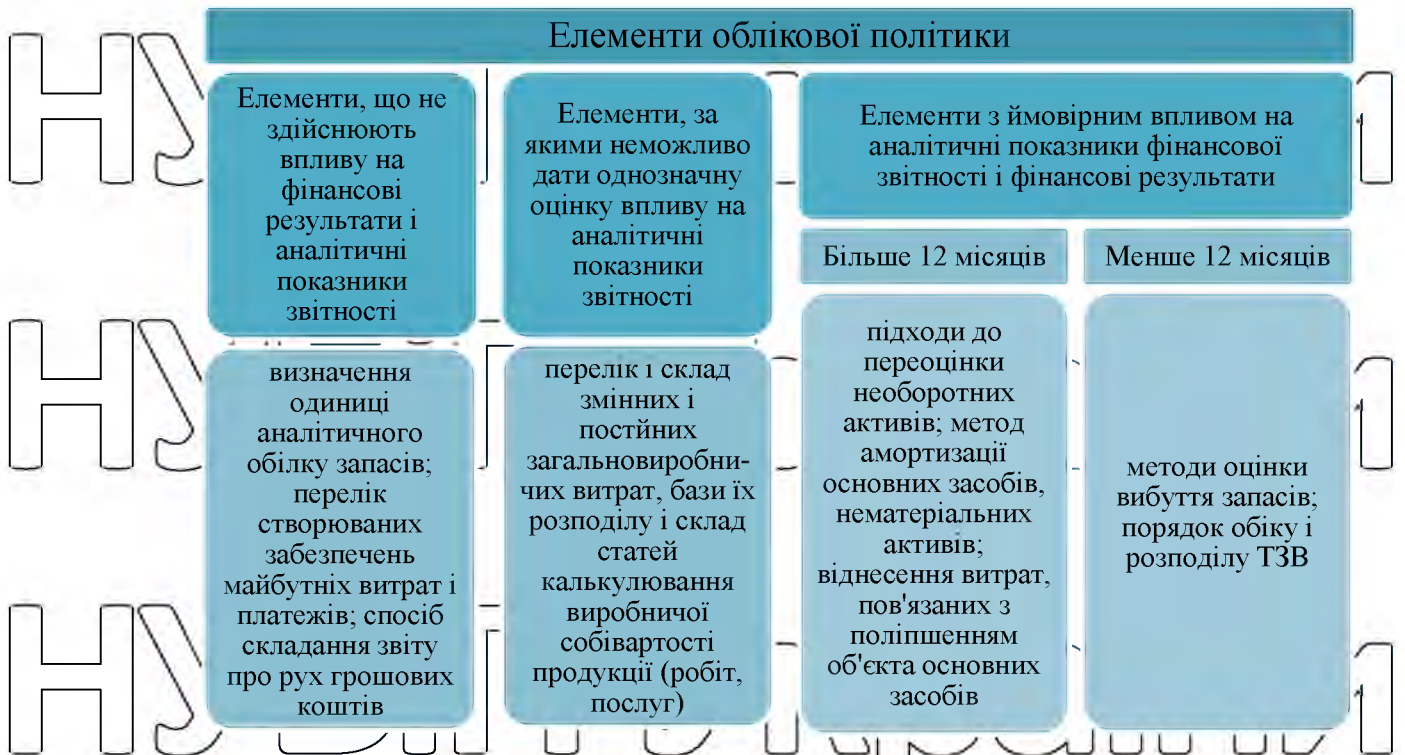 Елементи облікової політики
Елементи, що не
здійснюють
впливу на
фінансові
результати і
аналітичні
показники
звітності
Елементи, за
якими неможливо
дати однозначну
оцінку впливу на
аналітичні
показники
звітності
Елементи з ймовірним впливом на
аналітичні показники фінансової
звітності і фінансові результати
Більше 12 місяців
Менше 12 місяців
визначення
одиниці
аналітичного
обілку запасів;
перелік
створюваних
забезпечень
майбутніх витрат і
платежів; спосіб
складання звіту
про рух грошових
коштів
перелік і склад
змінних і
постйних
загальновиробни-
чих витрат, бази їх
розподілу і склад
статей
калькулювання
виробничої
собівартості
продукції (робіт,
послуг)
підходи до
переоцінки
необоротних
активів; метод
амортизації
основних засобів,
нематеріальних
активів;
віднесення витрат,
пов'язаних з
поліпшенням
об'єкта основних
засобів
методи оцінки
вибуття запасів;
порядок обіку і
розподілу ТЗВ